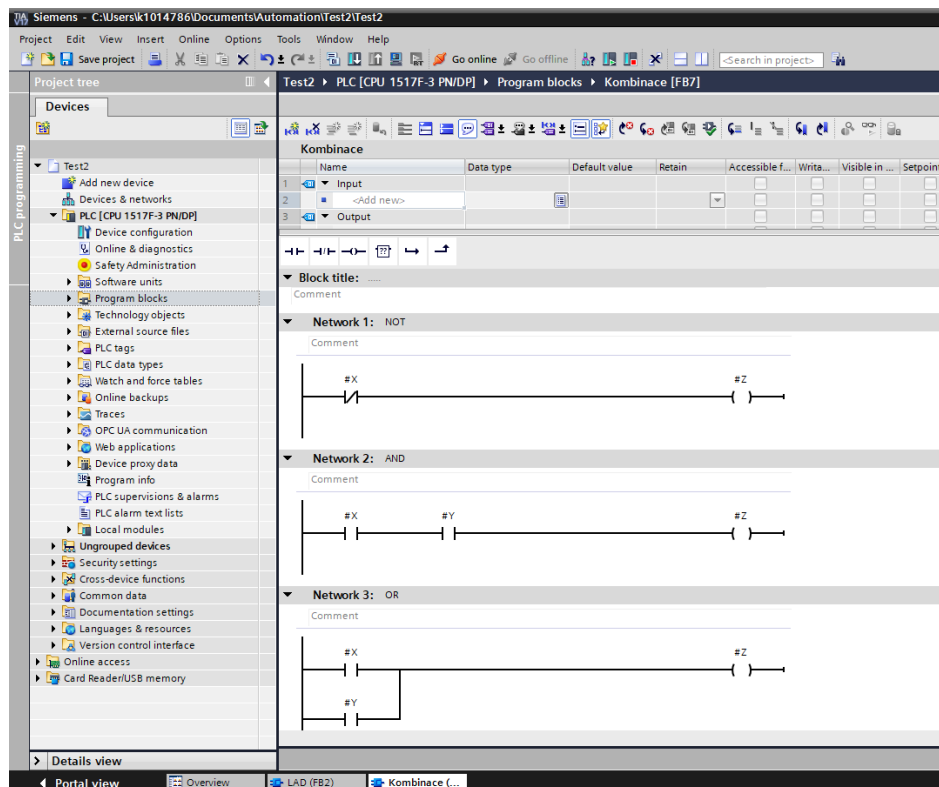 Siemens - C:\Users\k1014786\Documents\Automation\Test2\Test2
Project Edit View Insert Online Options Tools Window Help
Save project Go online Go offline <Search in project>
Project tree
Test2 PLC [CPU 1517F-3 PN/DP] Program blocks Kombinace [FB7]
Devices
PLC programming
Test2
Add new device
Devices & networks
PLC [CPU 1517F-3 PN/DP]
Device configuration
Online & diagnostics
Safety Administration
Software units
Program blocks
Technology objects
External source files
PLC tags
PLC data types
Watch and force tables
Online backups
Traces
OPC UA communication
Web applications
Device proxy data
Program info
PLC supervisions & alarms
PLC alarm text lists
Local modules
Ungrouped devices
Security settings
Cross-device functions
Common data
Documentation settings
Languages & resources
Version control interface
Online access
Card Reader/USB memory
Details view
Kombinace
Name Data type Default value Retain Accessible f... Writa... Visible in ... Setpoint
1 Input
2 <Add new>
3 Output
??
Block title: .....
Comment
Network 1: NOT
Comment
#X #Z
Network 2: AND
Comment
#X #Y #Z
Network 3: OR
Comment
#X #Z
#Y
Portal view Overview LAD (FB2) Kombinace (...